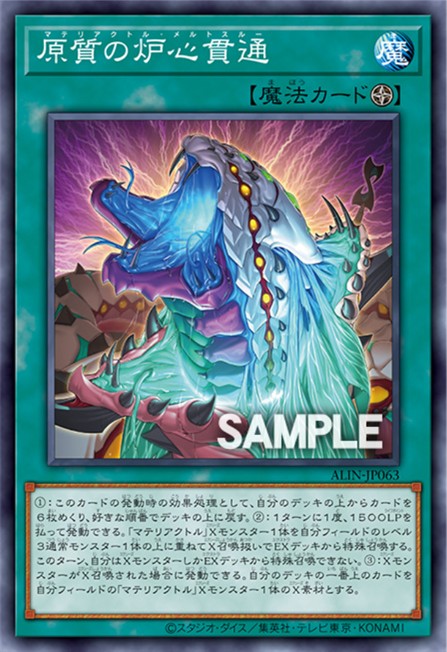 マテリアクトル・メルトスルー
原質の炉心貫通
魔
まほう
【魔法カード】
SAMPLE
ALIN-JP063
①:このカードの発動時の効果処理として、自分のデッキの上からカードを
6枚めくり、好きな順番でデッキの上に戻す。②:1ターンに1度、1500LPを
払って発動できる。「マテリアクトル」Xモンスター1体を自分フィールドのレベル
3通常モンスター1体の上に重ねてX召喚扱いでEXデッキから特殊召喚する。
このターン、自分はXモンスターしかEXデッキから特殊召喚できない。③:Xモン
スターがX召喚された場合に発動できる。自分のデッキの一番上のカードを
自分フィールドの「マテリアクトル」Xモンスター1体のX素材とする。
©スタジオ・ダイス/集英社・テレビ東京・KONAMI